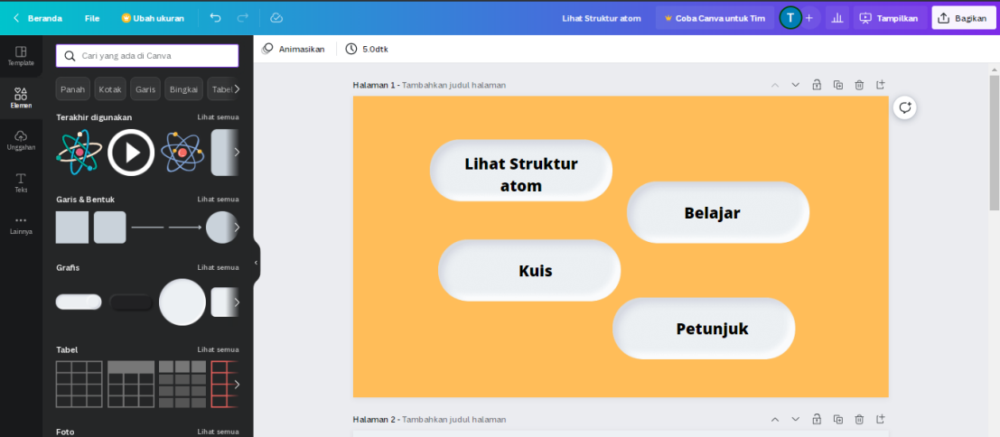 Beranda File Ubah ukuran Lihat Struktur atom Coba Canva untuk Tim T Tampilkan Bagikan
Template
Elemen
Unggahan
Teks
Lainnya
Cari yang ada di Canva
Panah Kotak Garis Bingkai Tabel
Terakhir digunakan Lihat semua
Garis & Bentuk Lihat semua
Grafis Lihat semua
Tabel Lihat semua
Foto Lihat semua
Animasikan 5.0dtk
Halaman 1 - Tambahkan judul halaman
Lihat Struktur
atom
Belajar
Kuis
Petunjuk
Halaman 2 - Tambahkan judul halaman